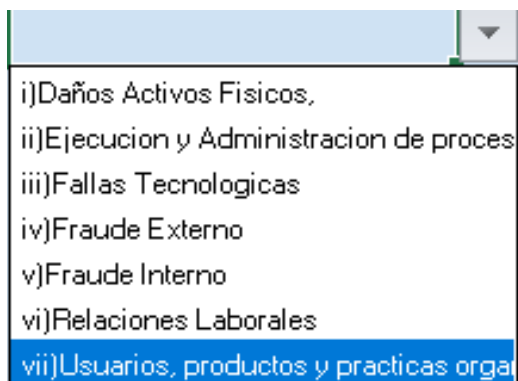 i)Daños Activos Fisicos,
ii)Ejecucion y Administracion de proces
iii)Fallas Tecnologicas
iv)Fraude Externo
v)Fraude Interno
vi)Relaciones Laborales
vii)Usuarios, productos y practicas orga